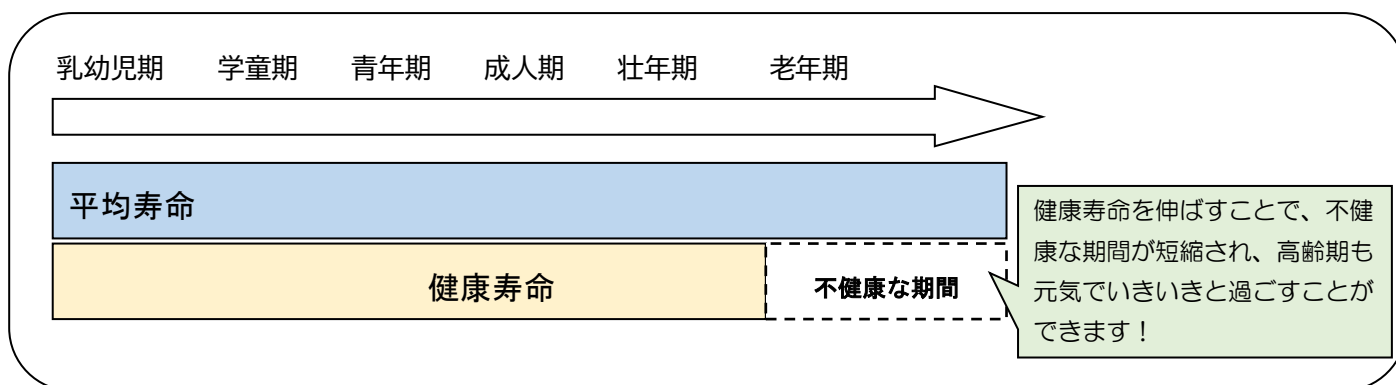 乳幼児期 学童期 青年期 成人期 壮年期 老年期
平均寿命
健康寿命
不健康な期間
健康寿命を伸ばすことで、不健
康な期間が短縮され、高齢期も
元気でいきいきと過ごすことが
できます！